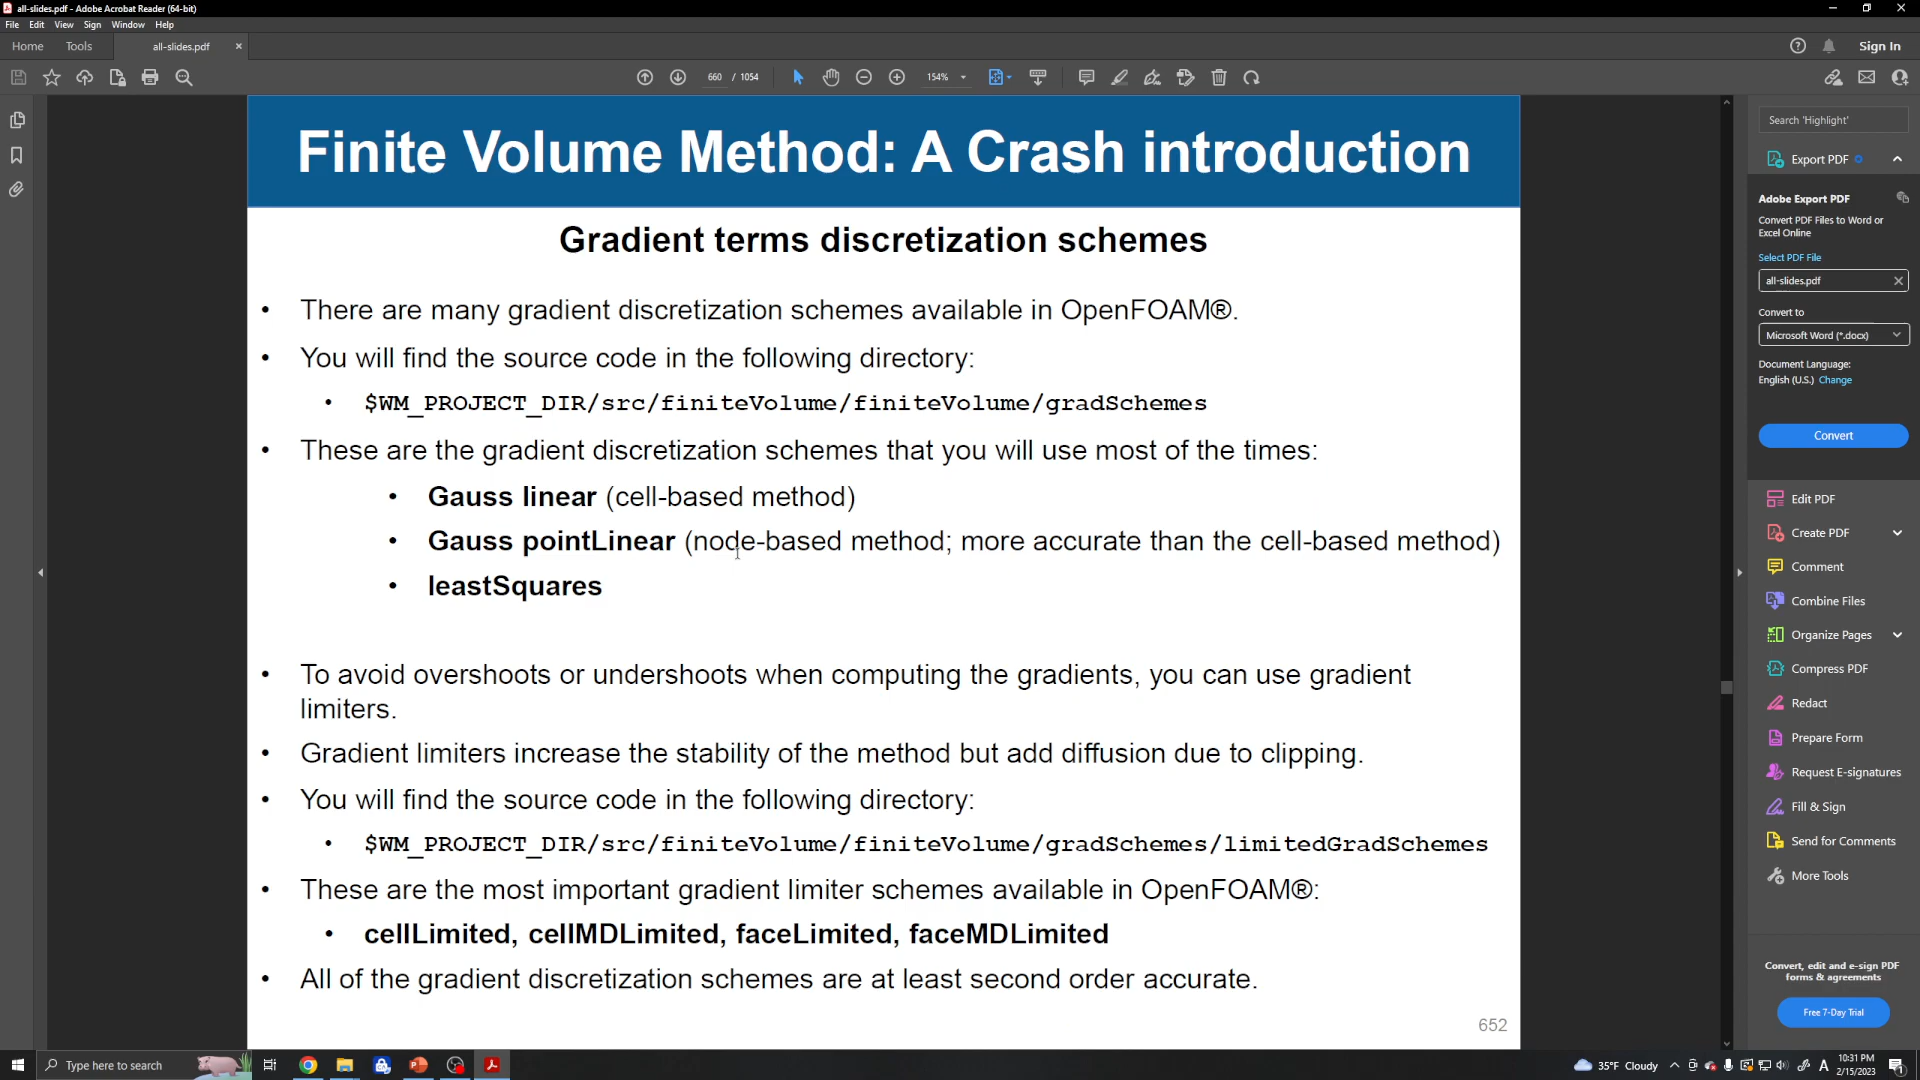 all-slides.pdf - Adobe Acrobat Reader (64-bit)
File Edit View Sign Window Help
Home Tools all-slides.pdf × Sign In
660 / 1054 154%
Finite Volume Method: A Crash introduction
Gradient terms discretization schemes
• There are many gradient discretization schemes available in OpenFOAM®.
• You will find the source code in the following directory:
• $WM_PROJECT_DIR/src/finiteVolume/finiteVolume/gradSchemes
• These are the gradient discretization schemes that you will use most of the times:
• Gauss linear (cell-based method)
• Gauss pointLinear (node-based method; more accurate than the cell-based method)
• leastSquares
• To avoid overshoots or undershoots when computing the gradients, you can use gradient
limiters.
• Gradient limiters increase the stability of the method but add diffusion due to clipping.
• You will find the source code in the following directory:
• $WM_PROJECT_DIR/src/finiteVolume/finiteVolume/gradSchemes/limitedGradSchemes
• These are the most important gradient limiter schemes available in OpenFOAM®:
• cellLimited, cellMDLimited, faceLimited, faceMDLimited
• All of the gradient discretization schemes are at least second order accurate.
652
Search 'Highlight'
Export PDF
Adobe Export PDF
Convert PDF Files to Word or
Excel Online
Select PDF File
all-slides.pdf
Convert to
Microsoft Word (*.docx)
Document Language:
English (U.S.) Change
Convert
Edit PDF
Create PDF
Comment
Combine Files
Organize Pages
Compress PDF
Redact
Prepare Form
Request E-signatures
Fill & Sign
Send for Comments
More Tools
Convert, edit and e-sign PDF
forms & agreements
Free 7-Day Trial
Type here to search
35°F Cloudy
A
10:31 PM
2/15/2023
1